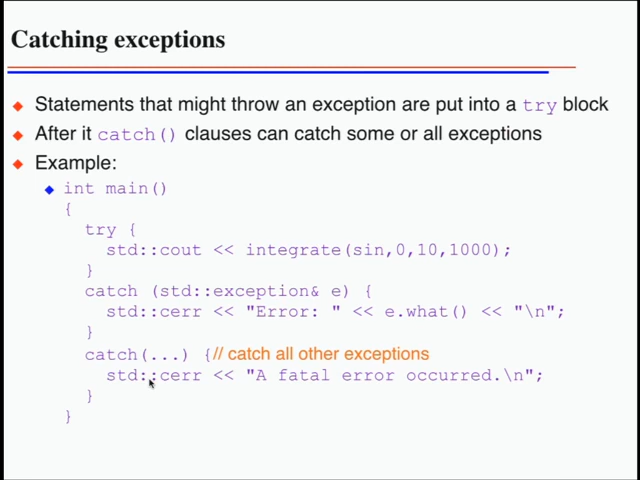 Catching exceptions
Statements that might throw an exception are put into a try block
After it catch() clauses can catch some or all exceptions
Example:
int main()
{
try {
std::cout << integrate(sin,0,10,1000);
}
catch (std::exception& e) {
std::cerr << "Error: " << e.what() << "\n";
}
catch(...) {// catch all other exceptions
std::cerr << "A fatal error occurred.\n";
}
}